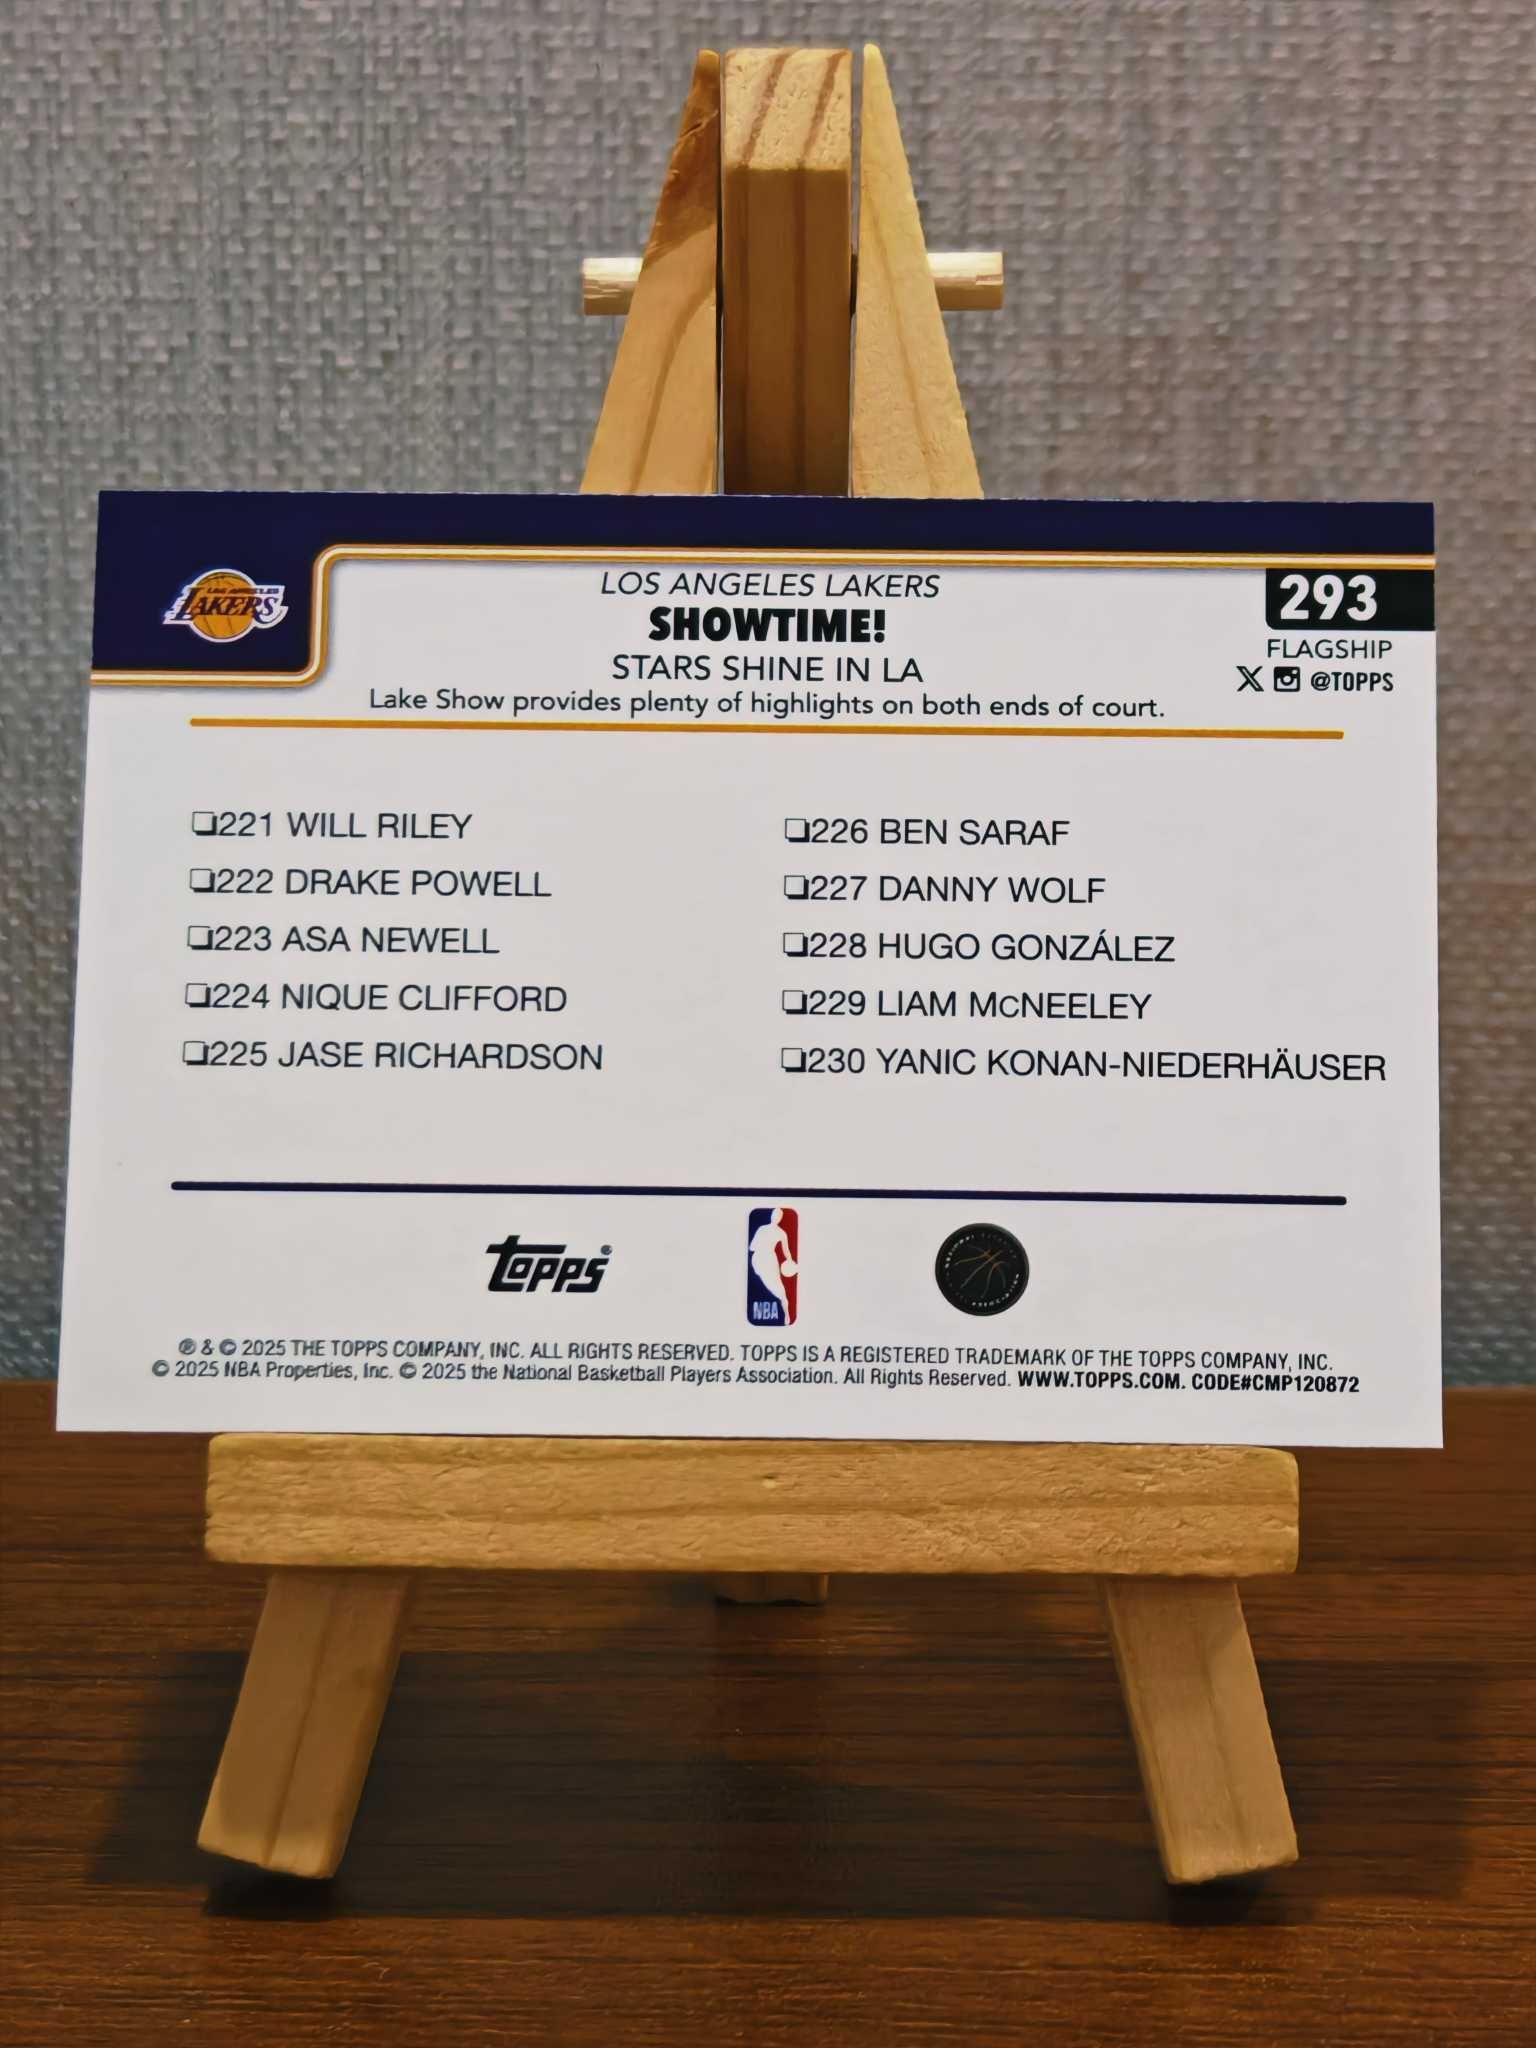 LOS ANGELES LAKERS
LOS ANGELES LAKERS
SHOWTIME!
STARS SHINE IN LA
Lake Show provides plenty of highlights on both ends of court.
293
FLAGSHIP
@TOPPS
❏221 WILL RILEY
❏222 DRAKE POWELL
❏223 ASA NEWELL
❏224 NIQUE CLIFFORD
❏225 JASE RICHARDSON
❏226 BEN SARAF
❏227 DANNY WOLF
❏228 HUGO GONZÁLEZ
❏229 LIAM McNEELEY
❏230 YANIC KONAN-NIEDERHÄUSER
topps®
NBA
® & © 2025 THE TOPPS COMPANY, INC. ALL RIGHTS RESERVED. TOPPS IS A REGISTERED TRADEMARK OF THE TOPPS COMPANY, INC.
© 2025 NBA Properties, Inc. © 2025 the National Basketball Players Association. All Rights Reserved. WWW.TOPPS.COM. CODE#CMP120872